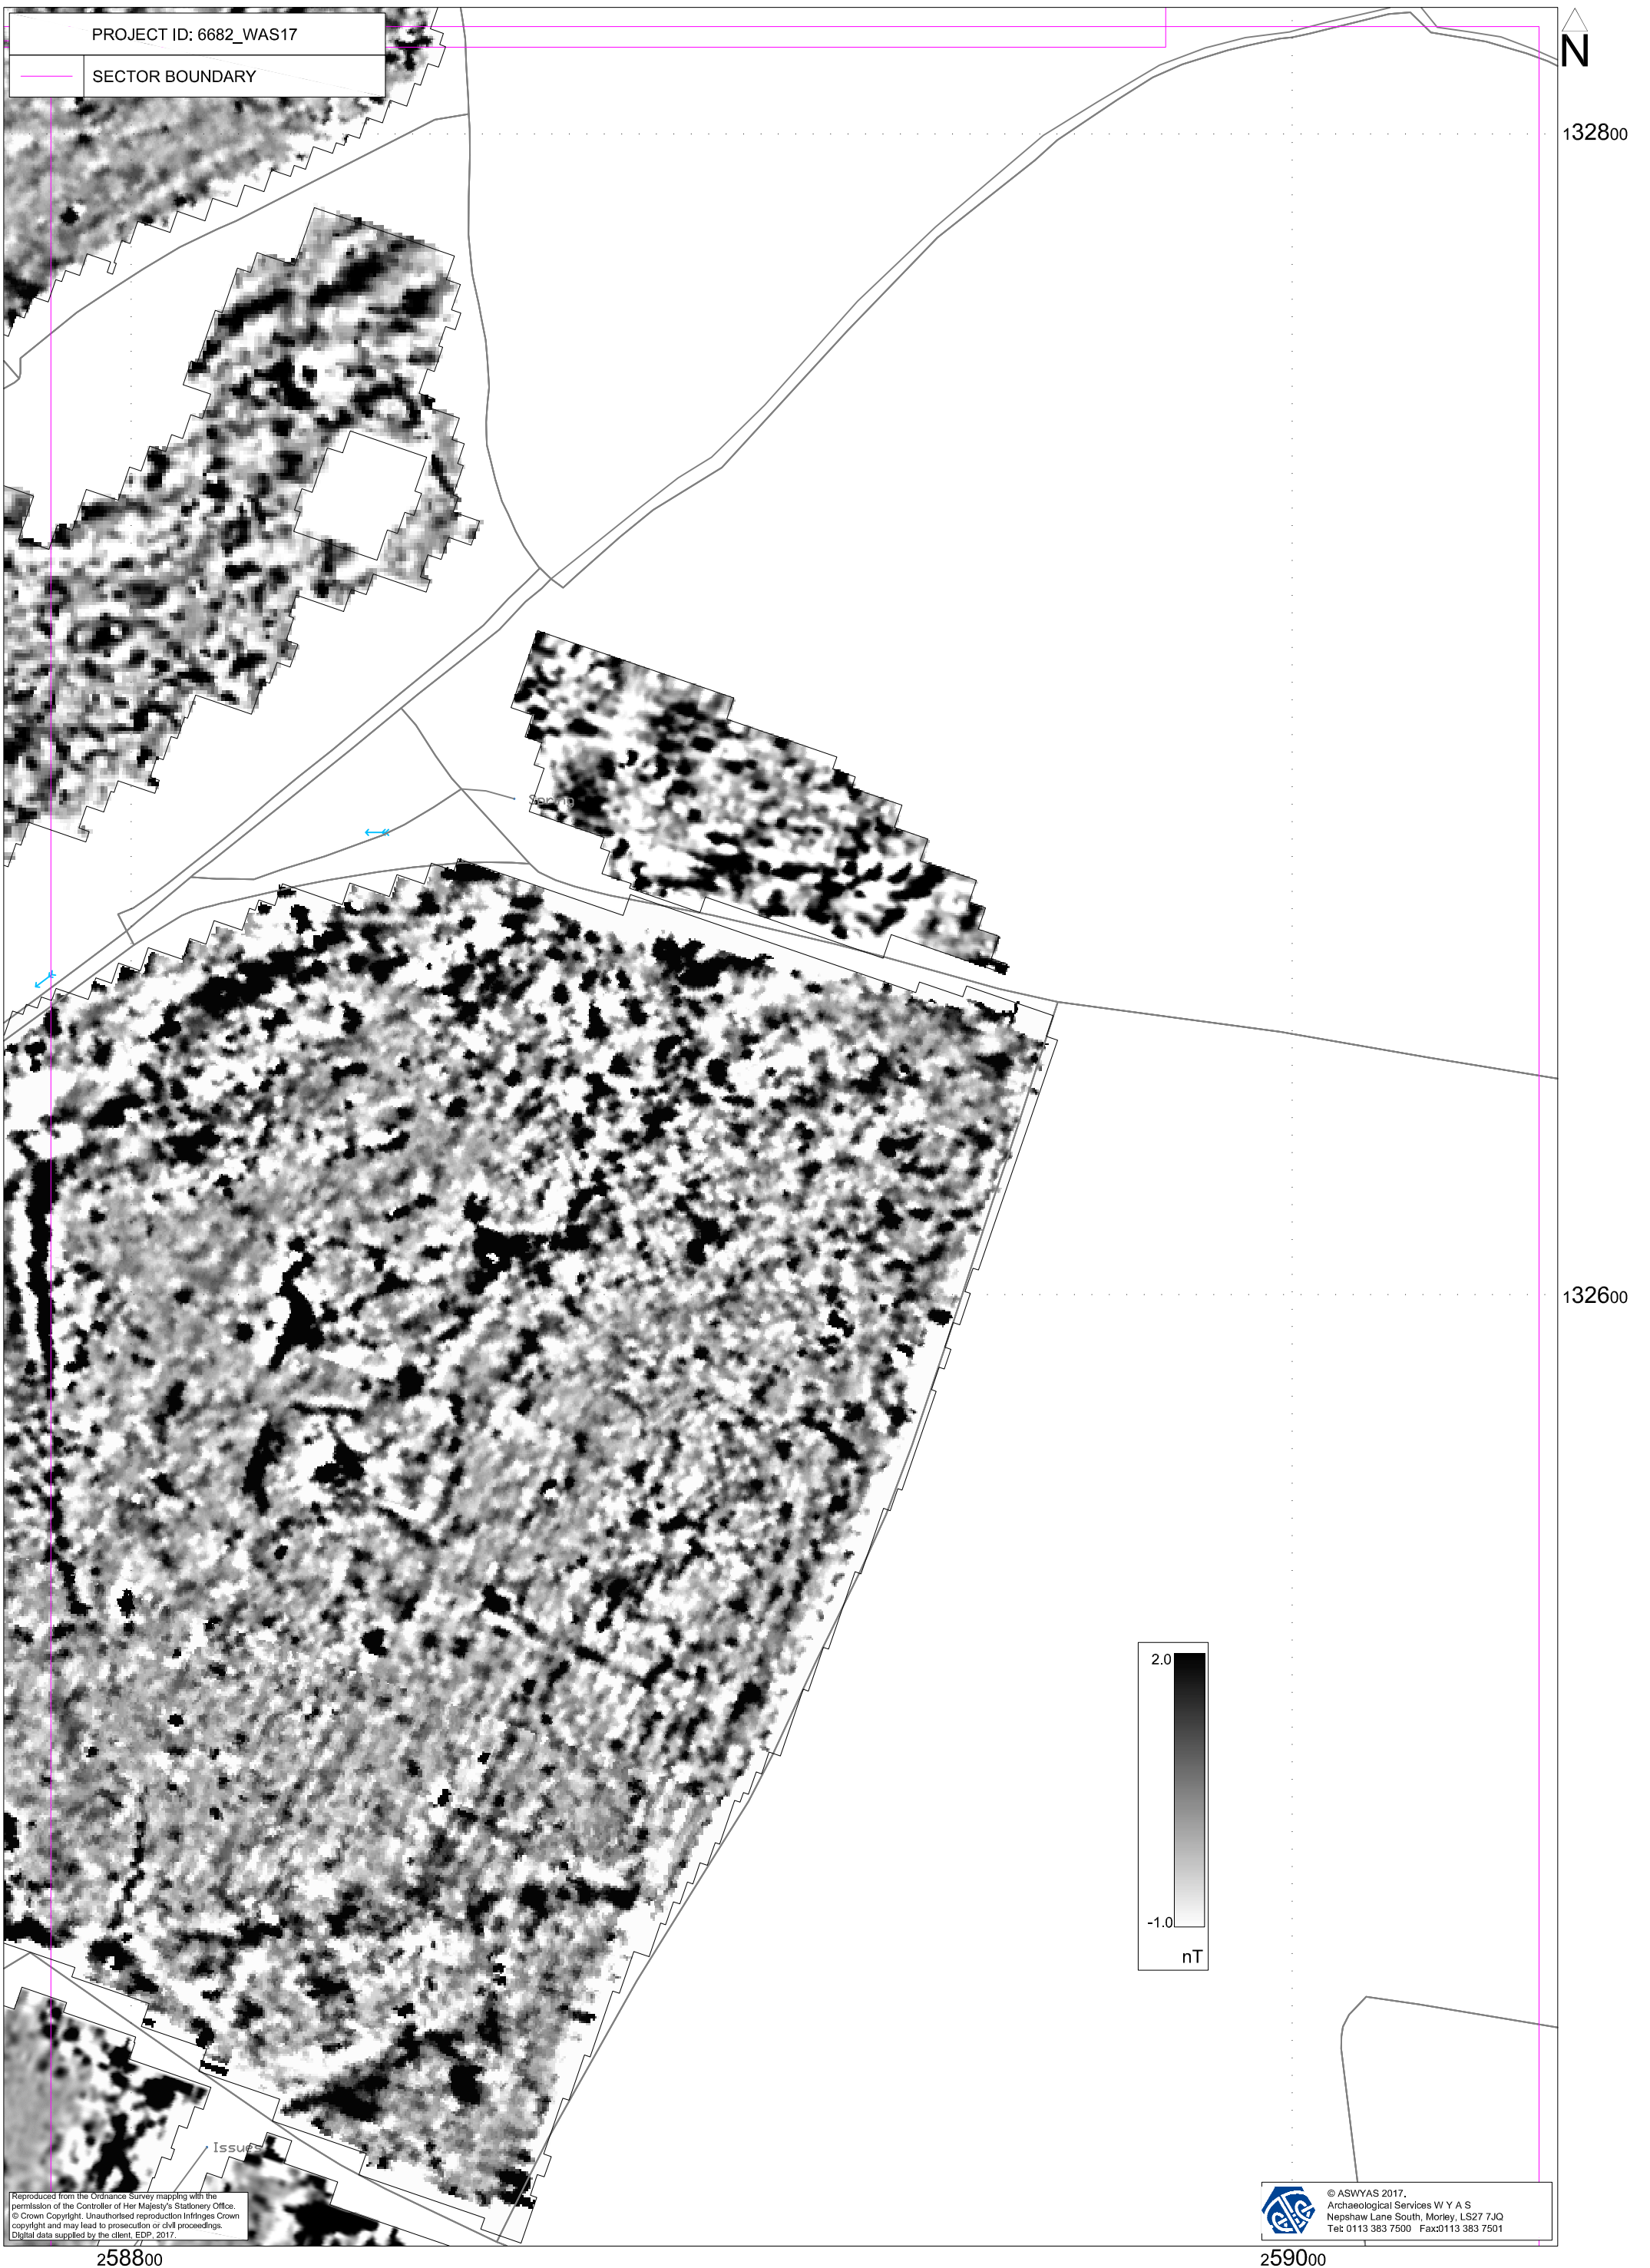 PROJECT ID: 6682_WAS17
SECTOR BOUNDARY
N
132800
Spring
132600
2.0
-1.0
nT
Issues
Reproduced from the Ordnance Survey mapping with the
permission of the Controller of Her Majesty's Stationery Office.
© Crown Copyright. Unauthorised reproduction infringes Crown
copyright and may lead to prosecution or civil proceedings.
Digital data supplied by the client, EDP, 2017.
© ASWYAS 2017.
Archaeological Services W Y A S
Nepshaw Lane South, Morley, LS27 7JQ
Tel: 0113 383 7500 Fax:0113 383 7501
258800
259000